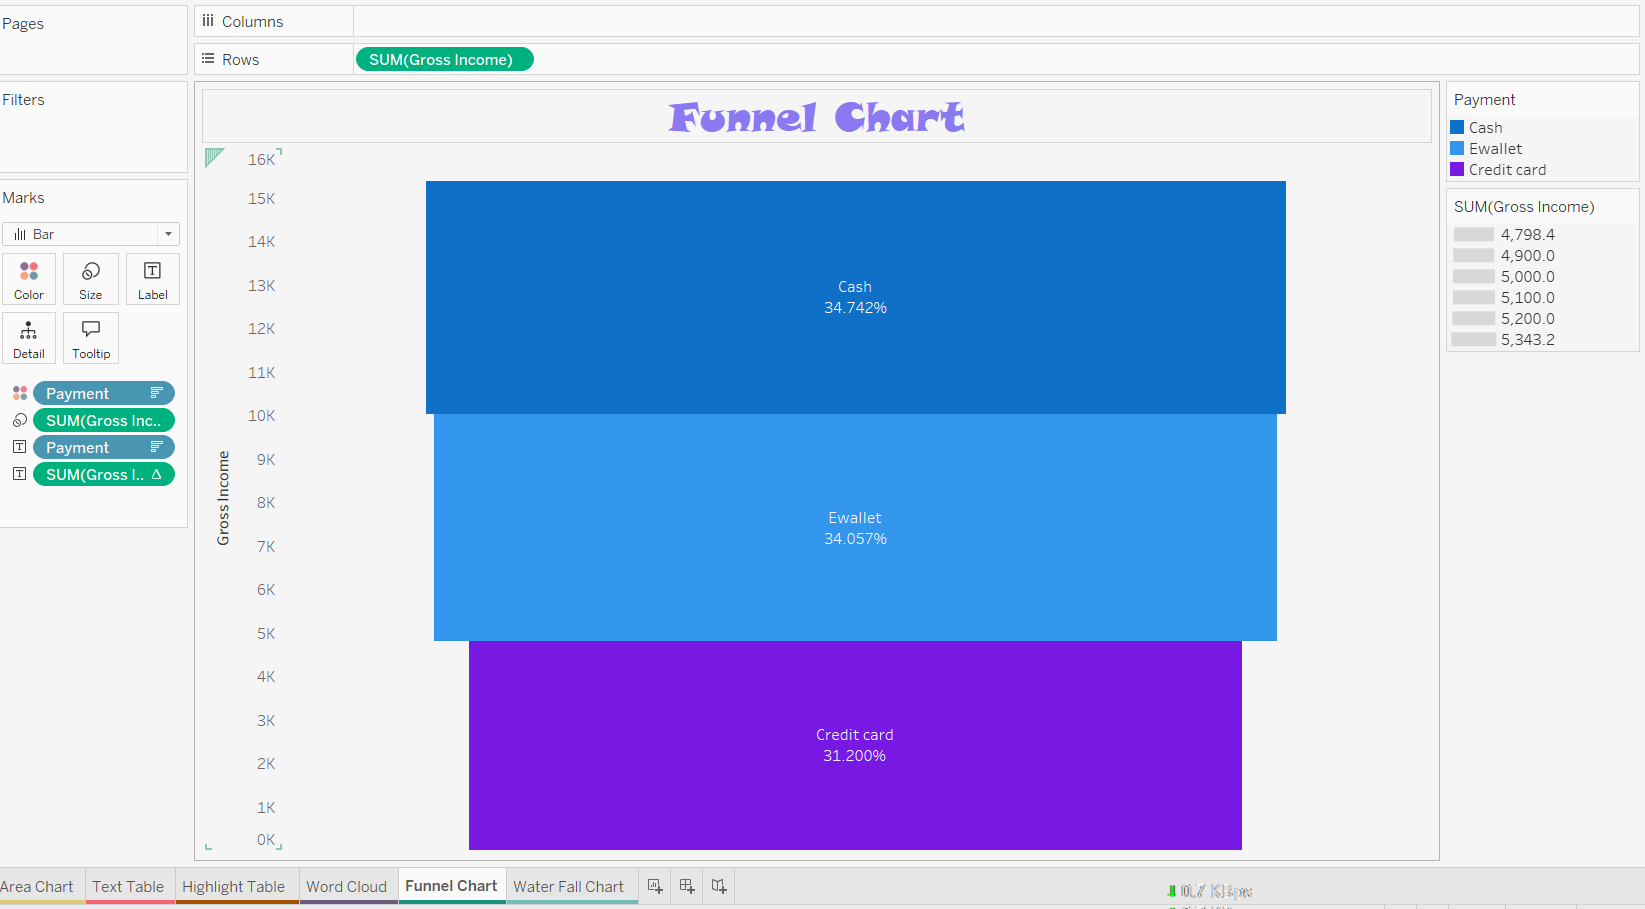 Pages
Columns
Rows
SUM(Gross Income)
Filters
Marks
Bar
Color
Size
Label
Detail
Tooltip
Payment
SUM(Gross Inc..
Payment
SUM(Gross I..
Funnel Chart
Gross Income
16K
15K
14K
13K
12K
11K
10K
9K
8K
7K
6K
5K
4K
3K
2K
1K
0K
Cash
34.742%
Ewallet
34.057%
Credit card
31.200%
Payment
Cash
Ewallet
Credit card
SUM(Gross Income)
4,798.4
4,900.0
5,000.0
5,100.0
5,200.0
5,343.2
Area Chart
Text Table
Highlight Table
Word Cloud
Funnel Chart
Water Fall Chart
0.7 KBps